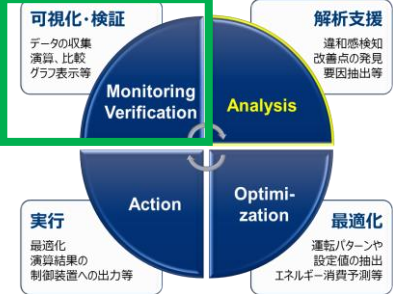 可視化・検証
データの収集
演算、比較
グラフ表示等
Monitoring
Verification
解析支援
違和感検知
改善点の発見
要因抽出等
Analysis
Action
実行
最適化
演算結果の
制御装置への出力等
Optimi-
zation
最適化
運転パターンや
設定値の抽出
エネルギー消費予測等